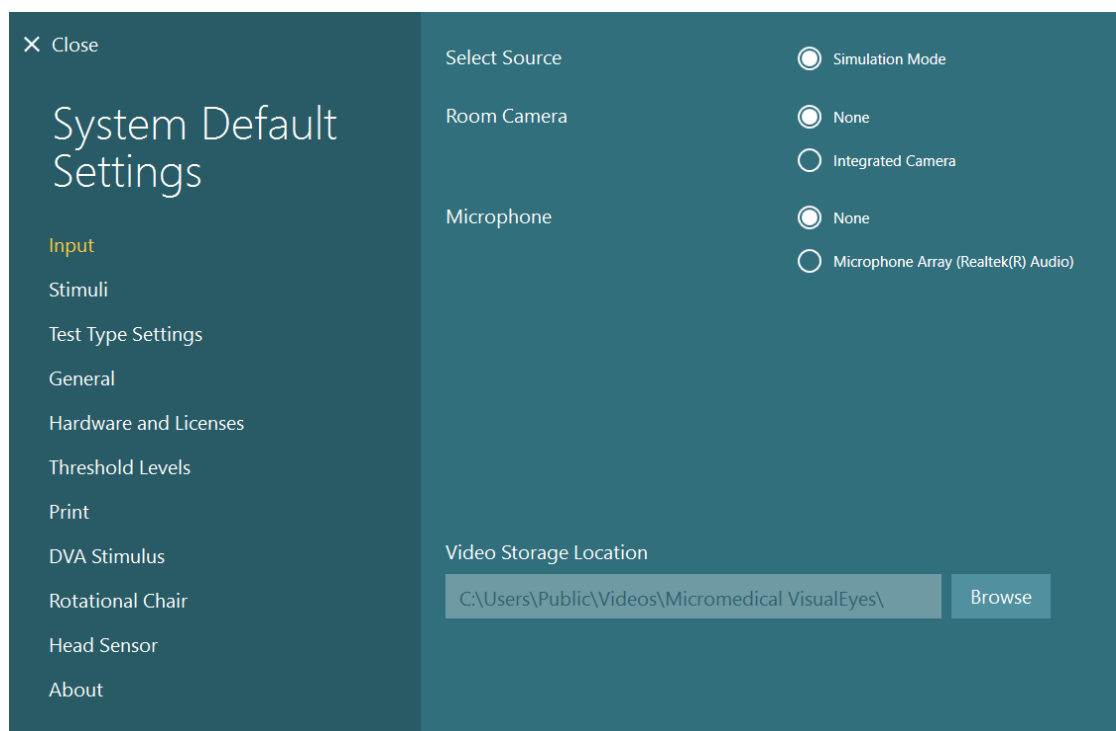 Close
System Default
Settings
Input
Stimuli
Test Type Settings
General
Hardware and Licenses
Threshold Levels
Print
DVA Stimulus
Rotational Chair
Head Sensor
About
Select Source
Simulation Mode
Room Camera
None
Integrated Camera
Microphone
None
Microphone Array (Realtek(R) Audio)
Video Storage Location
C:\Users\Public\Videos\Micromedical VisualEyes\
Browse